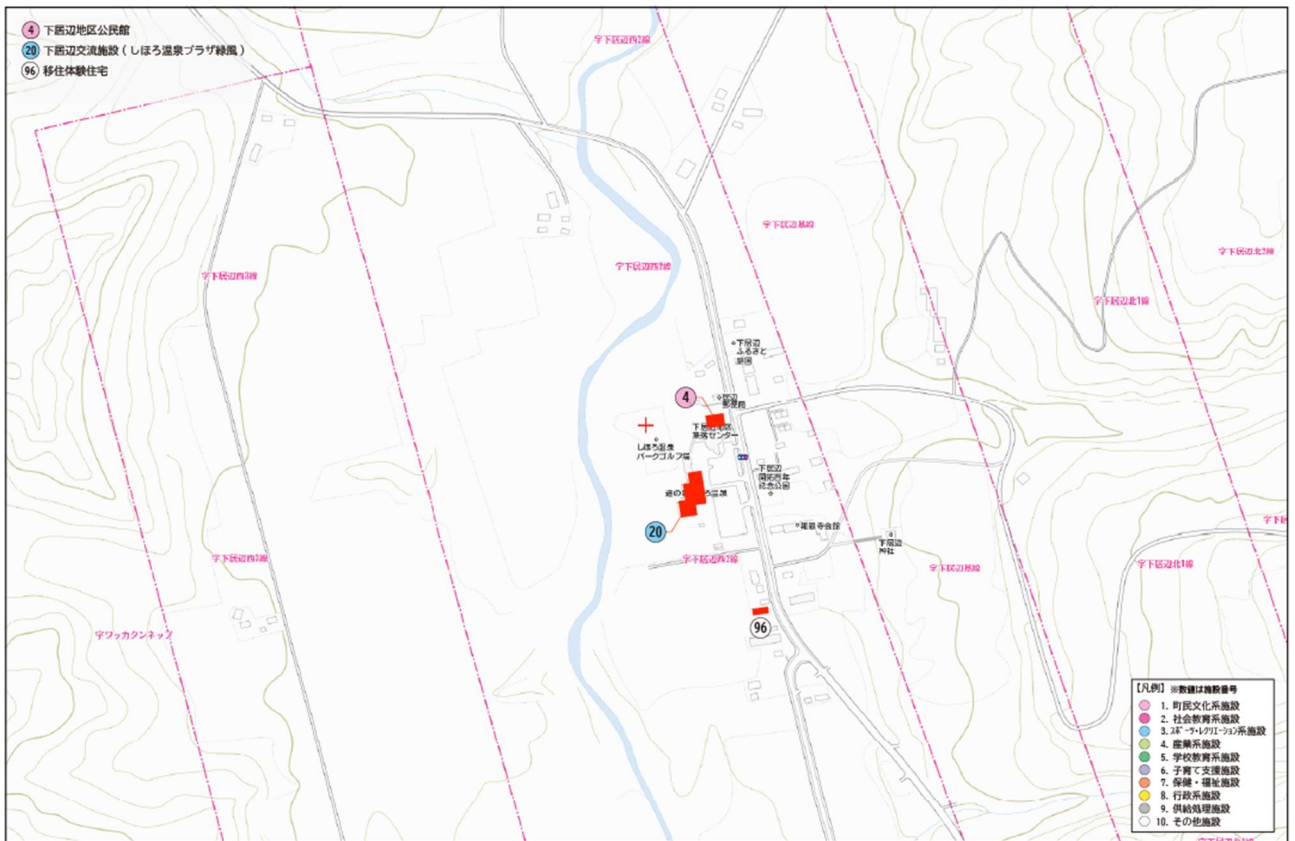 4 下居辺地区公民館
20 下居辺交流施設（しほろ温泉プラザ緑風）
96 移住体験住宅
字下居辺西2線
字下居辺基線
字下居辺西3線
字下居辺西2線
字下居辺北2線
字下居辺北1線
下居辺
ふるさと
4
郵便局
下居辺地区
集落センター
しほろ温泉
パークゴルフ場
下居辺
開拓百年
記念公園
20
下居辺
神社
字下居辺西2線
字下居辺西3線
字下居辺基線
字下居辺北1線
96
字ワッカクンネップ
【凡例】 ※数値は施設番号
1. 町民文化系施設
2. 社会教育系施設
3. ｽﾎﾟｰﾂ･ﾚｸﾘｴｰｼｮﾝ系施設
4. 産業系施設
5. 学校教育系施設
6. 子育て支援施設
7. 保健・福祉施設
8. 行政系施設
9. 供給処理施設
10. その他施設